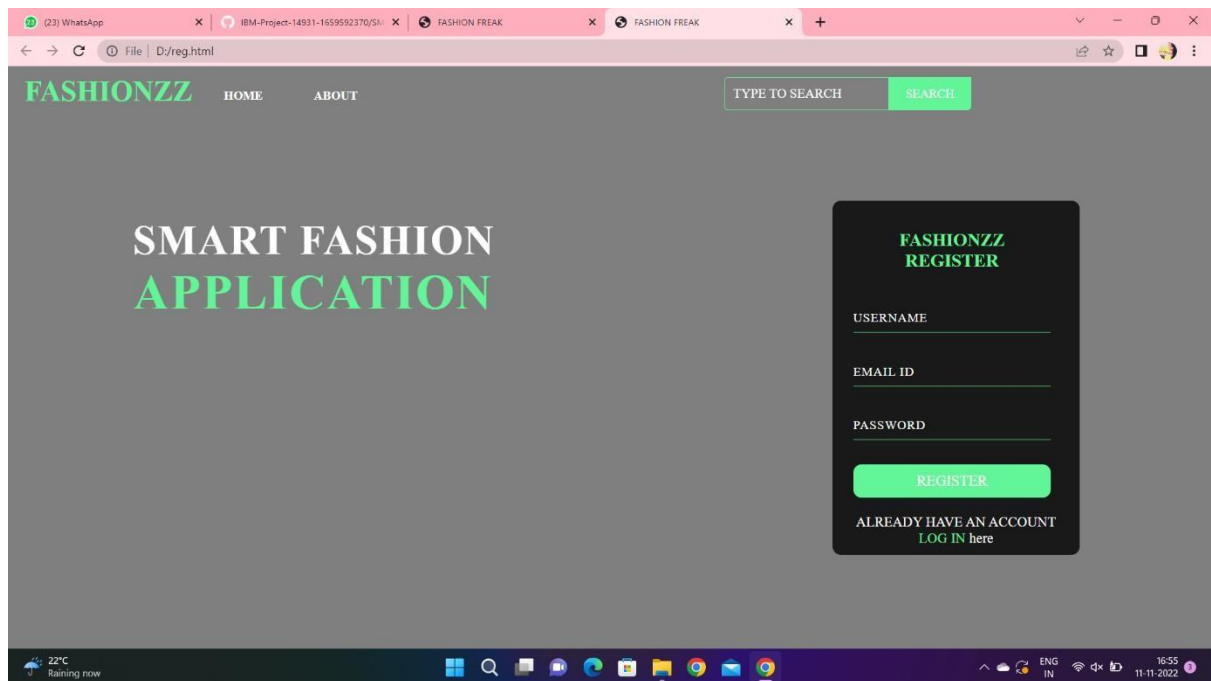 (23) WhatsApp
IBM-Project-14931-1659592370/SM
FASHION FREAK
FASHION FREAK
File | D:/reg.html
FASHIONZZ
HOME
ABOUT
TYPE TO SEARCH
SEARCH
SMART FASHION
APPLICATION
FASHIONZZ
REGISTER
USERNAME
EMAIL ID
PASSWORD
REGISTER
ALREADY HAVE AN ACCOUNT
LOG IN here
22°C
Raining now
ENG
IN
16:55
11-11-2022
3